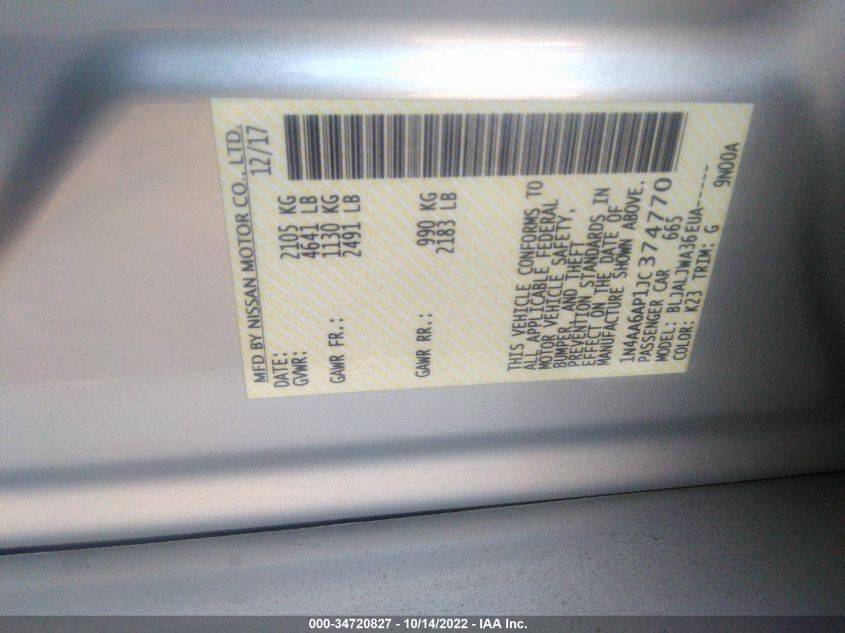 MFD BY NISSAN MOTOR CO., LTD.
DATE: 12/17
GVWR: 2105 KG
4641 LB
GAWR FR.: 1130 KG
2491 LB
GAWR RR.: 990 KG
2183 LB
THIS VEHICLE CONFORMS TO
ALL APPLICABLE FEDERAL
MOTOR VEHICLE SAFETY,
BUMPER, AND THEFT
PREVENTION STANDARDS IN
EFFECT ON THE DATE OF
MANUFACTURE SHOWN ABOVE.
1N4AA6AP1JC374770
PASSENGER CAR 665
MODEL: BLJALJWA36EUA-----
COLOR: K23 TRIM: G 9N00A
000-34720827 - 10/14/2022 - IAA Inc.